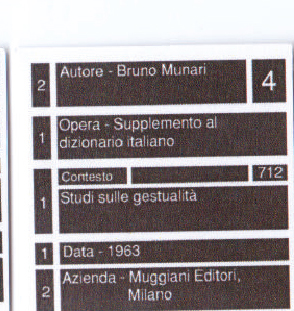 2 Autore - Bruno Munari 4
1 Opera - Supplemento al
dizionario italiano
Contesto 712
1 Studi sulle gestualità
1 Data - 1963
2 Azienda - Muggiani Editori,
Milano